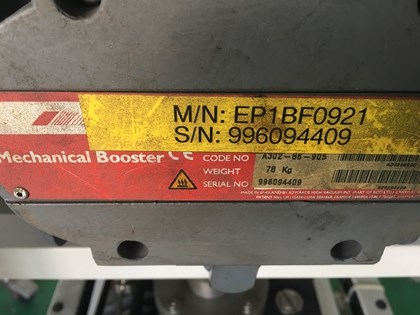 M/N: EP1BF0921
S/N: 996094409
Mechanical Booster CE
CODE NO A302-86-905
WEIGHT 78 Kg
SERIAL NO 996094409